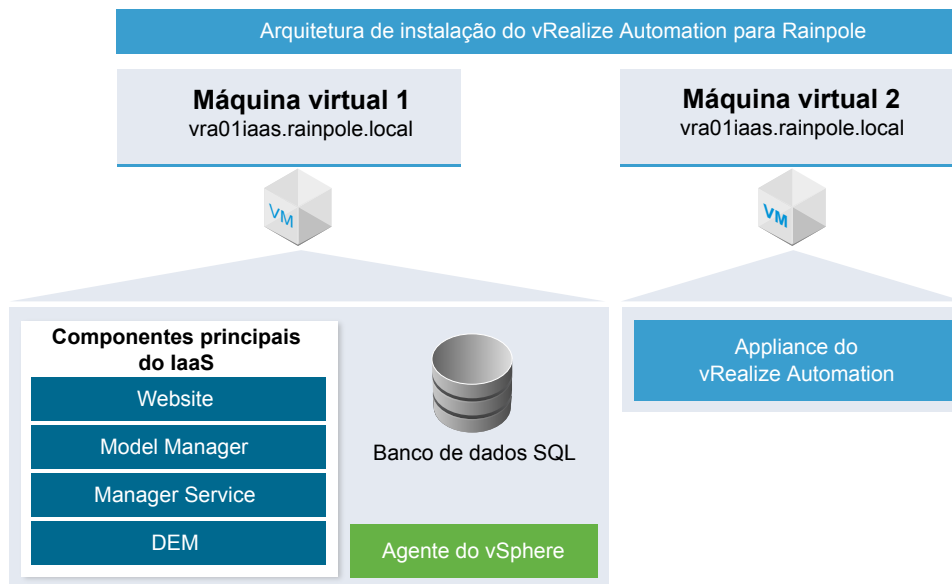 Arquitetura de instalação do vRealize Automation para Rainpole
Máquina virtual 1
vra01iaas.rainpole.local
Máquina virtual 2
vra01iaas.rainpole.local
VM
VM
Componentes principais
do IaaS
Website
Model Manager
Manager Service
DEM
Banco de dados SQL
Agente do vSphere
Appliance do
vRealize Automation